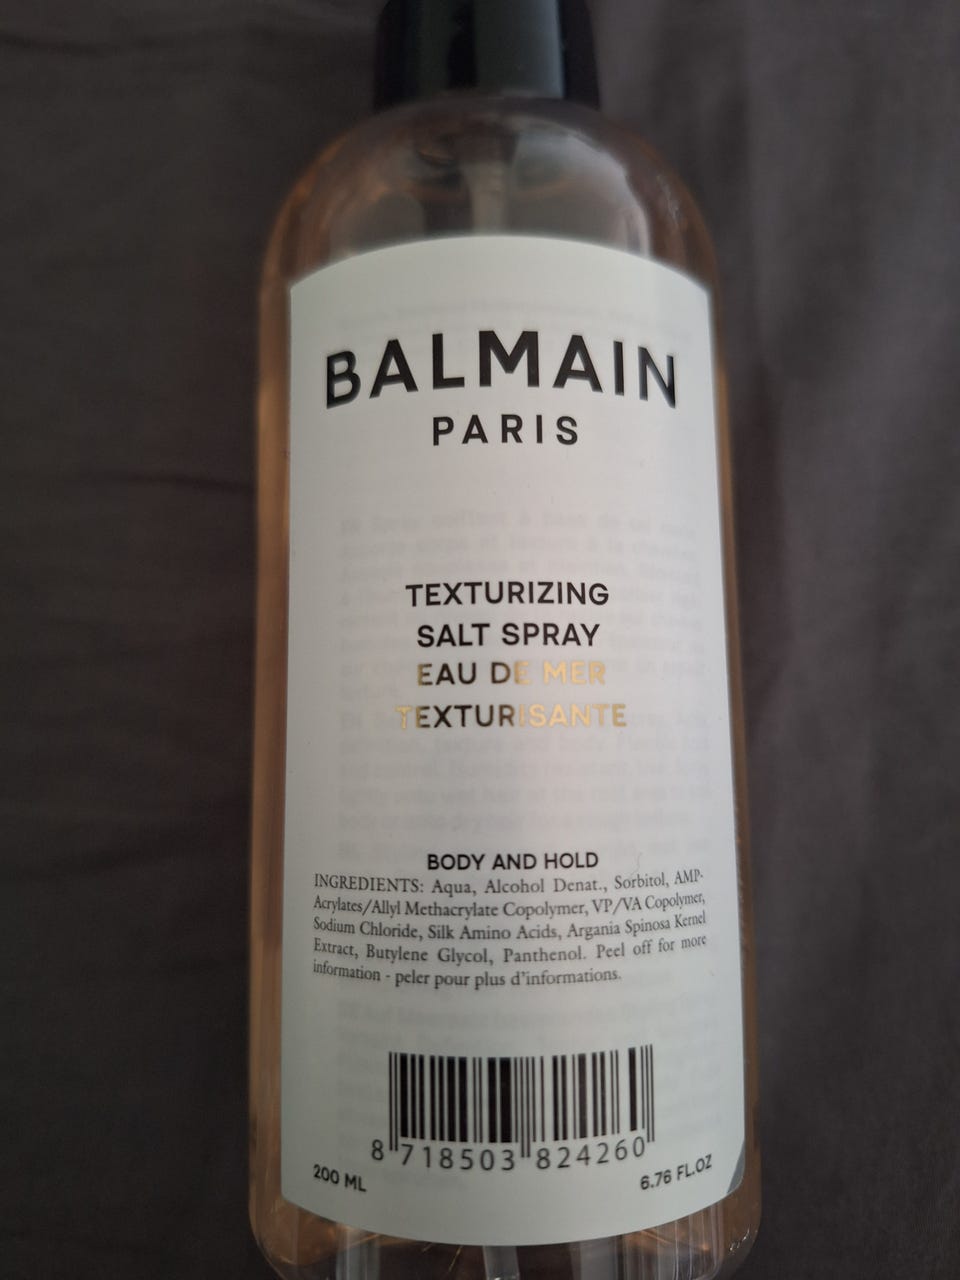 BALMAIN
PARIS
TEXTURIZING
SALT SPRAY
EAU DE MER
TEXTURISANTE
BODY AND HOLD
INGREDIENTS: Aqua, Alcohol Denat., Sorbitol, AMP-
Acrylates/Allyl Methacrylate Copolymer, VP/VA Copolymer,
Sodium Chloride, Silk Amino Acids, Argania Spinosa Kernel
Extract, Butylene Glycol, Panthenol. Peel off for more
information - peler pour plus d'informations.
8 718503 824260
200 ML
6.76 FL.OZ